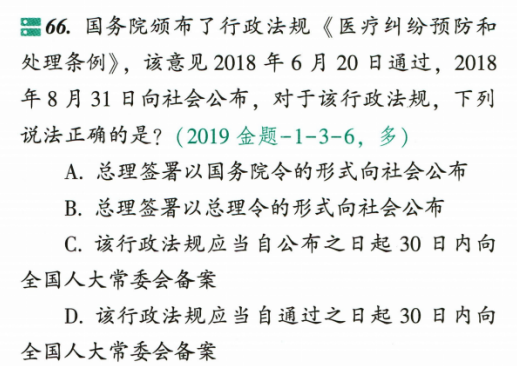 66. 国务院颁布了行政法规《医疗纠纷预防和
处理条例》，该意见 2018 年 6 月 20 日通过，2018
年 8 月 31 日向社会公布，对于该行政法规，下列
说法正确的是？（2019 金题-1-3-6，多）
A. 总理签署以国务院令的形式向社会公布
B. 总理签署以总理令的形式向社会公布
C. 该行政法规应当自公布之日起 30 日内向
全国人大常委会备案
D. 该行政法规应当自通过之日起 30 日内向
全国人大常委会备案